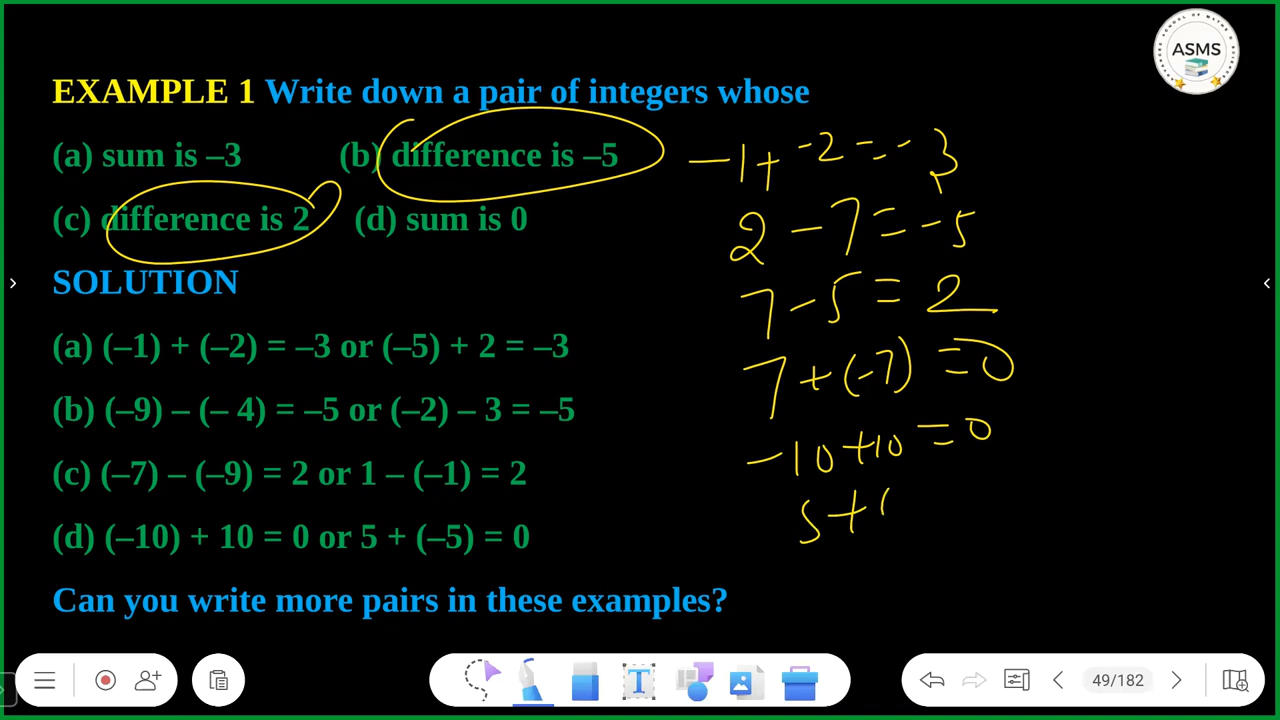 ASMS
EXAMPLE 1 Write down a pair of integers whose
(a) sum is –3 (b) difference is –5
(c) difference is 2 (d) sum is 0
SOLUTION
(a) (–1) + (–2) = –3 or (–5) + 2 = –3
(b) (–9) – (– 4) = –5 or (–2) – 3 = –5
(c) (–7) – (–9) = 2 or 1 – (–1) = 2
(d) (–10) + 10 = 0 or 5 + (–5) = 0
Can you write more pairs in these examples?
-1 + -2 = -3
2 - 7 = -5
7 - 5 = 2
7 + (-7) = 0
-10 + 10 = 0
5 + (
49/182